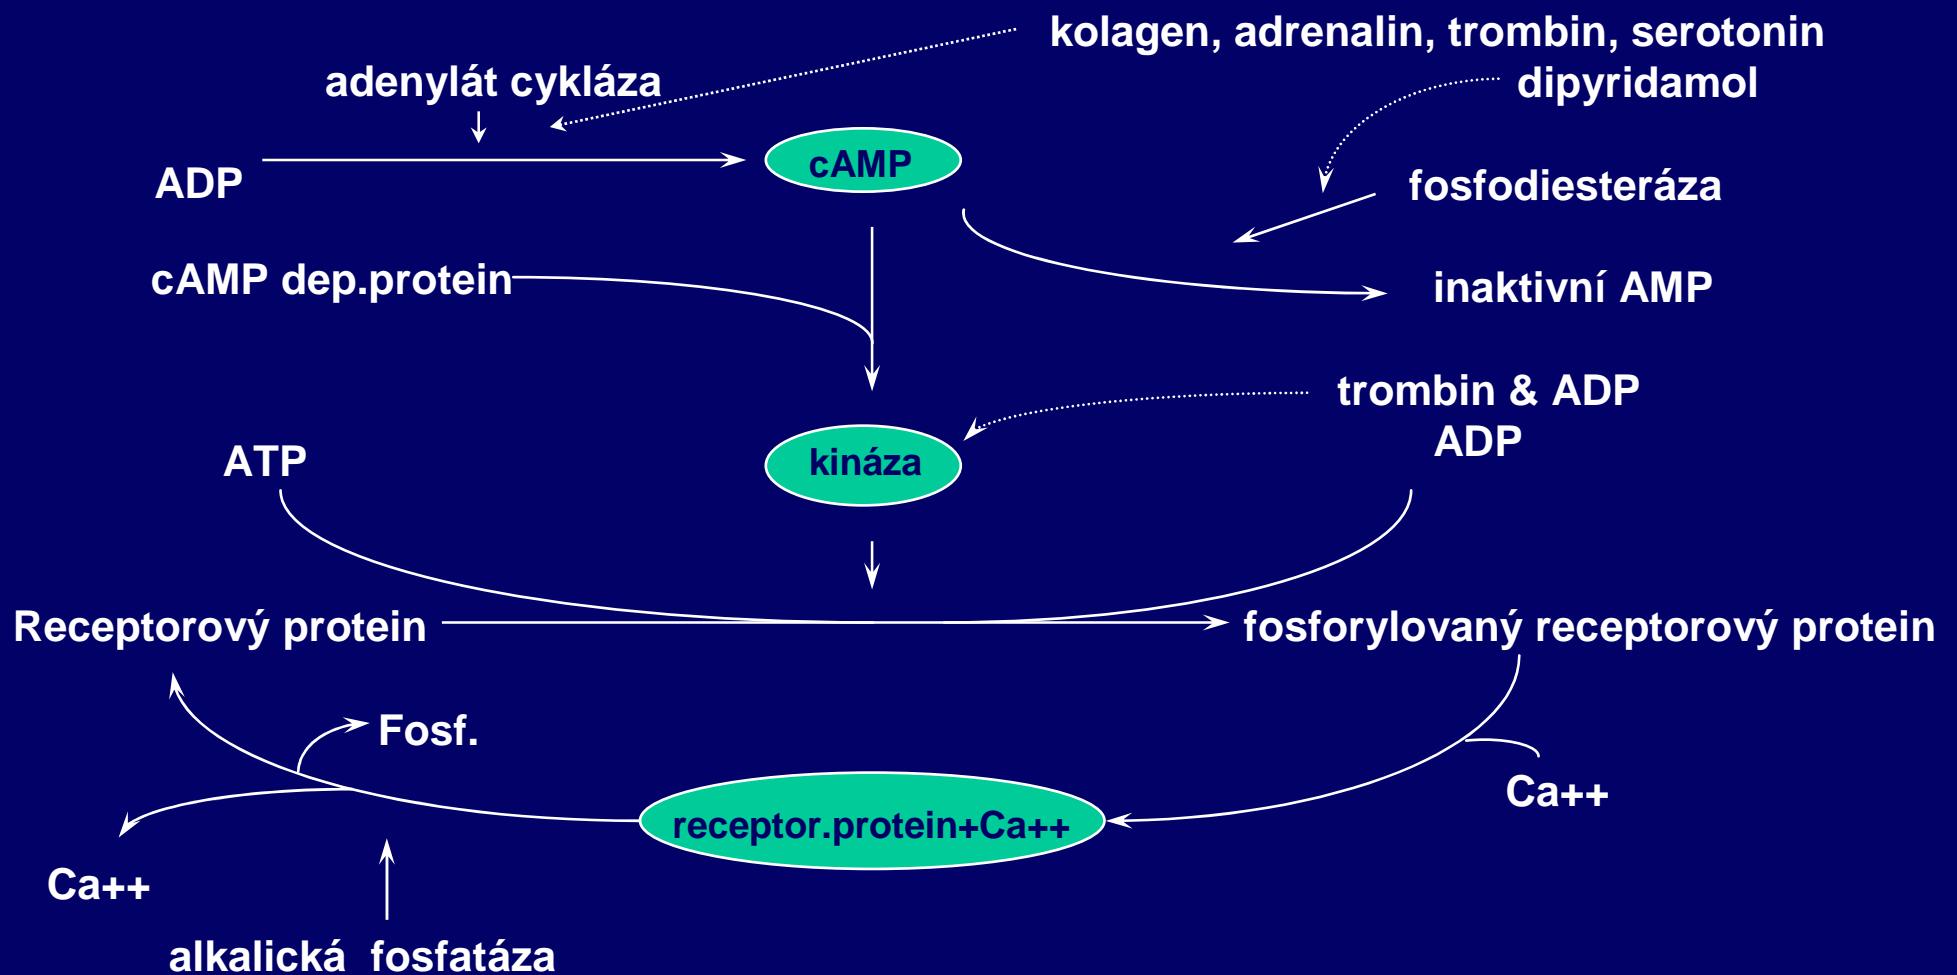 kolagen, adrenalin, trombin, serotonin
adenylát cykláza
dipyridamol
cAMP
ADP
fosfodiesteráza
cAMP dep.protein
inaktivní AMP
trombin & ADP
ADP
ATP
kináza
Receptorový protein
fosforylovaný receptorový protein
Fosf.
Ca++
receptor.protein+Ca++
Ca++
alkalická  fosfatáza